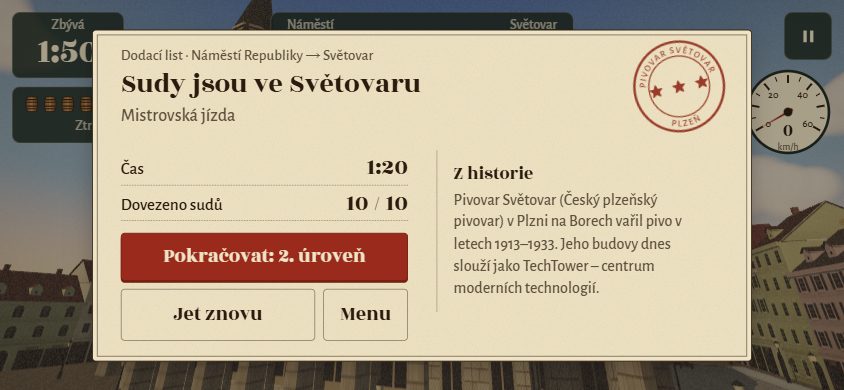 Zbývá
1:50
Náměstí
Světovar
Ztr
20
40
0
60
0
km/h
Dodací list · Náměstí Republiky → Světovar
Sudy jsou ve Světovaru
Mistrovská jízda
PIVOVAR SVĚTOVAR
PLZEŇ
Čas
1:20
Dovezeno sudů
10 / 10
Pokračovat: 2. úroveň
Jet znovu
Menu
Z historie
Pivovar Světovar (Český plzeňský
pivovar) v Plzni na Borech vařil pivo v
letech 1913–1933. Jeho budovy dnes
slouží jako TechTower – centrum
moderních technologií.